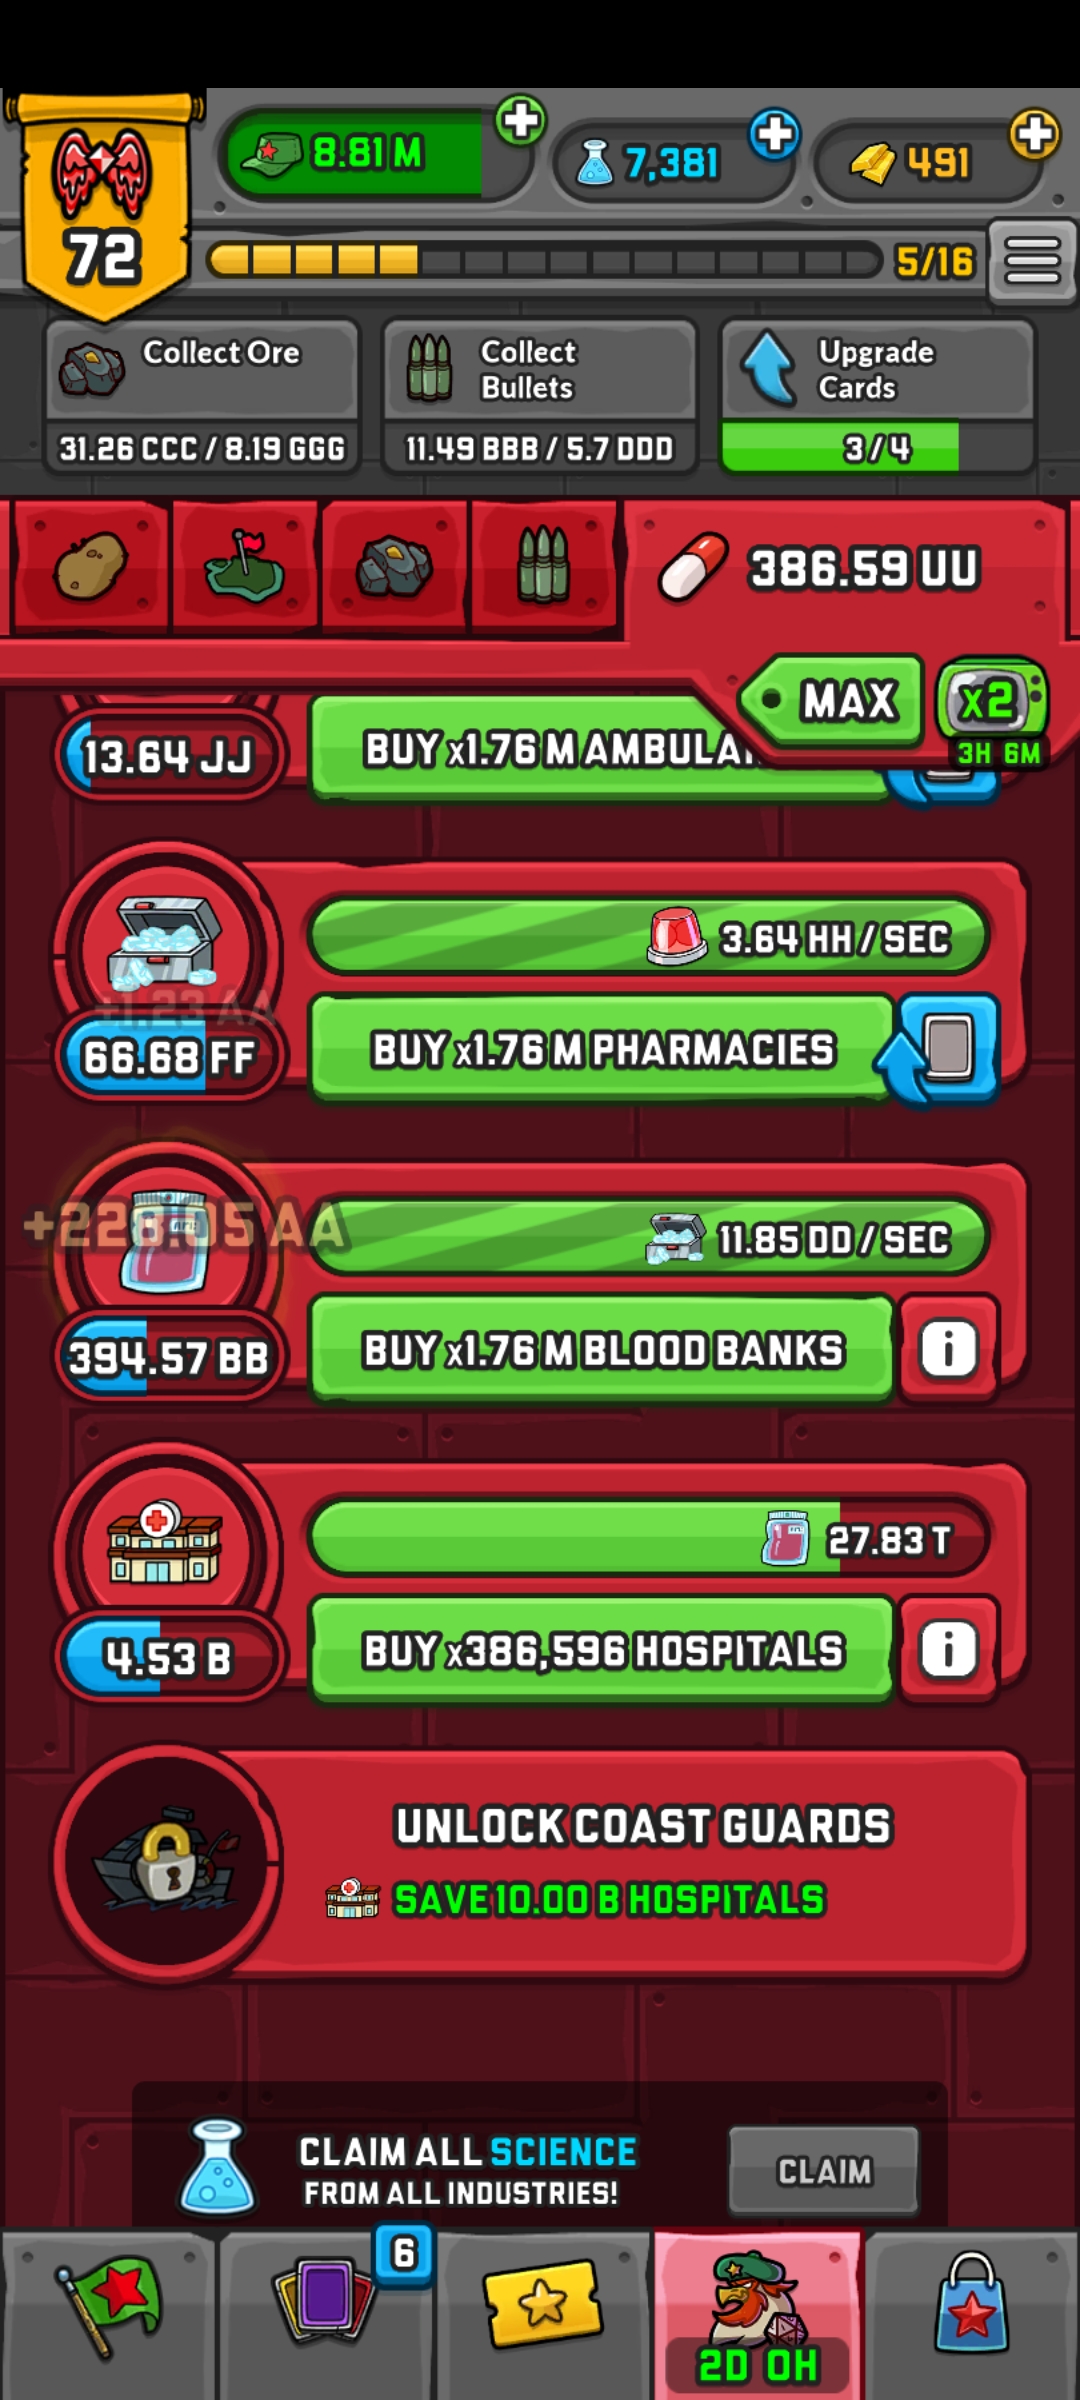 8.81 M
7,381
491
72
5/16
Collect Ore
31.26 CCC / 8.19 GGG
Collect
Bullets
11.49 BBB / 5.7 DDD
Upgrade
Cards
3/4
386.59 UU
MAX
x2
3H 6M
13.64 JJ
BUY x1.76 M
3.64 HH / SEC
+1.23 AA
66.68 FF
BUY x1.76 M PHARMACIES
+228.05 AA
11.85 DD / SEC
394.57 BB
BUY x1.76 M BLOOD BANKS
i
27.83 T
4.53 B
BUY x386,596 HOSPITALS
i
UNLOCK COAST GUARDS
SAVE 10.00 B HOSPITALS
CLAIM ALL SCIENCE
FROM ALL INDUSTRIES!
CLAIM
6
2D 0H